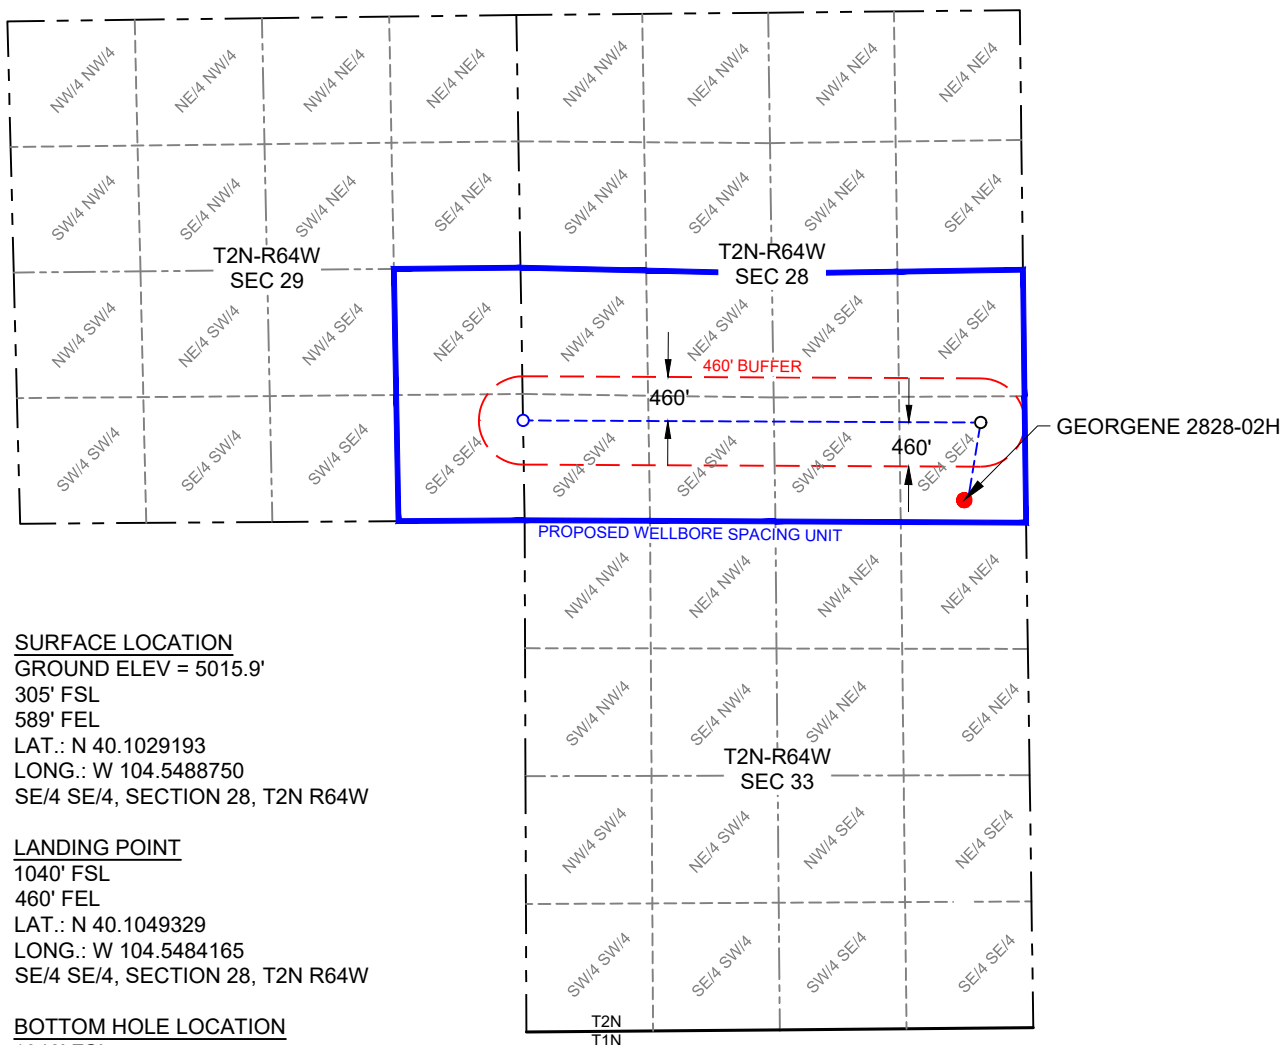 NW/4 NW/4
NE/4 NW/4
NW/4 NE/4
NE/4 NE/4
NW/4 NW/4
NE/4 NW/4
NW/4 NE/4
NE/4 NE/4
SW/4 NW/4
SE/4 NW/4
SW/4 NE/4
SE/4 NE/4
SW/4 NW/4
SE/4 NW/4
SW/4 NE/4
SE/4 NE/4
T2N-R64W
SEC 29
T2N-R64W
SEC 28
NW/4 SW/4
NE/4 SW/4
NW/4 SE/4
NE/4 SE/4
NW/4 SW/4
NE/4 SW/4
NW/4 SE/4
NE/4 SE/4
460' BUFFER
460'
460'
GEORGENE 2828-02H
SW/4 SW/4
SE/4 SW/4
SW/4 SE/4
SE/4 SE/4
SW/4 SW/4
SE/4 SW/4
SW/4 SE/4
SE/4 SE/4
PROPOSED WELLBORE SPACING UNIT
NW/4 NW/4
NE/4 NW/4
NW/4 NE/4
NE/4 NE/4
SW/4 NW/4
SE/4 NW/4
SW/4 NE/4
SE/4 NE/4
T2N-R64W
SEC 33
NW/4 SW/4
NE/4 SW/4
NW/4 SE/4
NE/4 SE/4
SW/4 SW/4
SE/4 SW/4
SW/4 SE/4
SE/4 SE/4
T2N
T1N
SURFACE LOCATION
GROUND ELEV = 5015.9'
305' FSL
589' FEL
LAT.: N 40.1029193
LONG.: W 104.5488750
SE/4 SE/4, SECTION 28, T2N R64W
LANDING POINT
1040' FSL
460' FEL
LAT.: N 40.1049329
LONG.: W 104.5484165
SE/4 SE/4, SECTION 28, T2N R64W
BOTTOM HOLE LOCATION